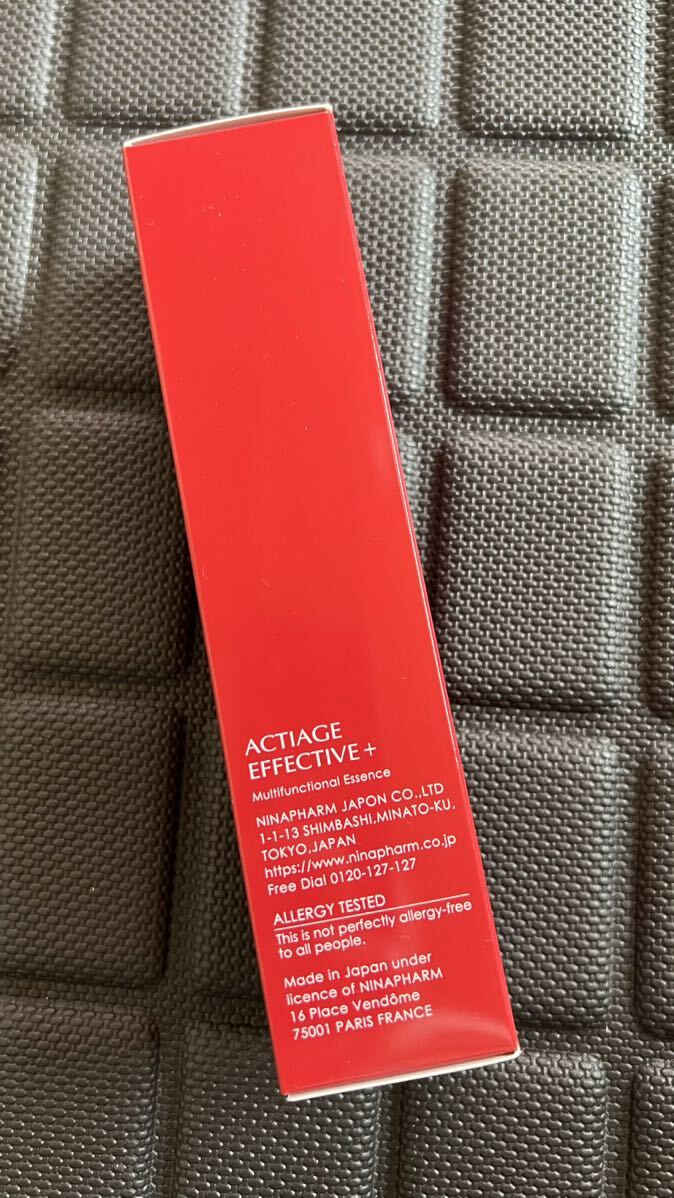 ACTIAGE
EFFECTIVE+
Multifunctional Essence
NINAPHARM JAPON CO.,LTD
1-1-13 SHIMBASHI,MINATO-KU,
TOKYO,JAPAN
https://www.ninapharm.co.jp
Free Dial 0120-127-127
ALLERGY TESTED
This is not perfectly allergy-free
to all people.
Made in Japan under
licence of NINAPHARM
16 Place Vendôme
75001 PARIS FRANCE